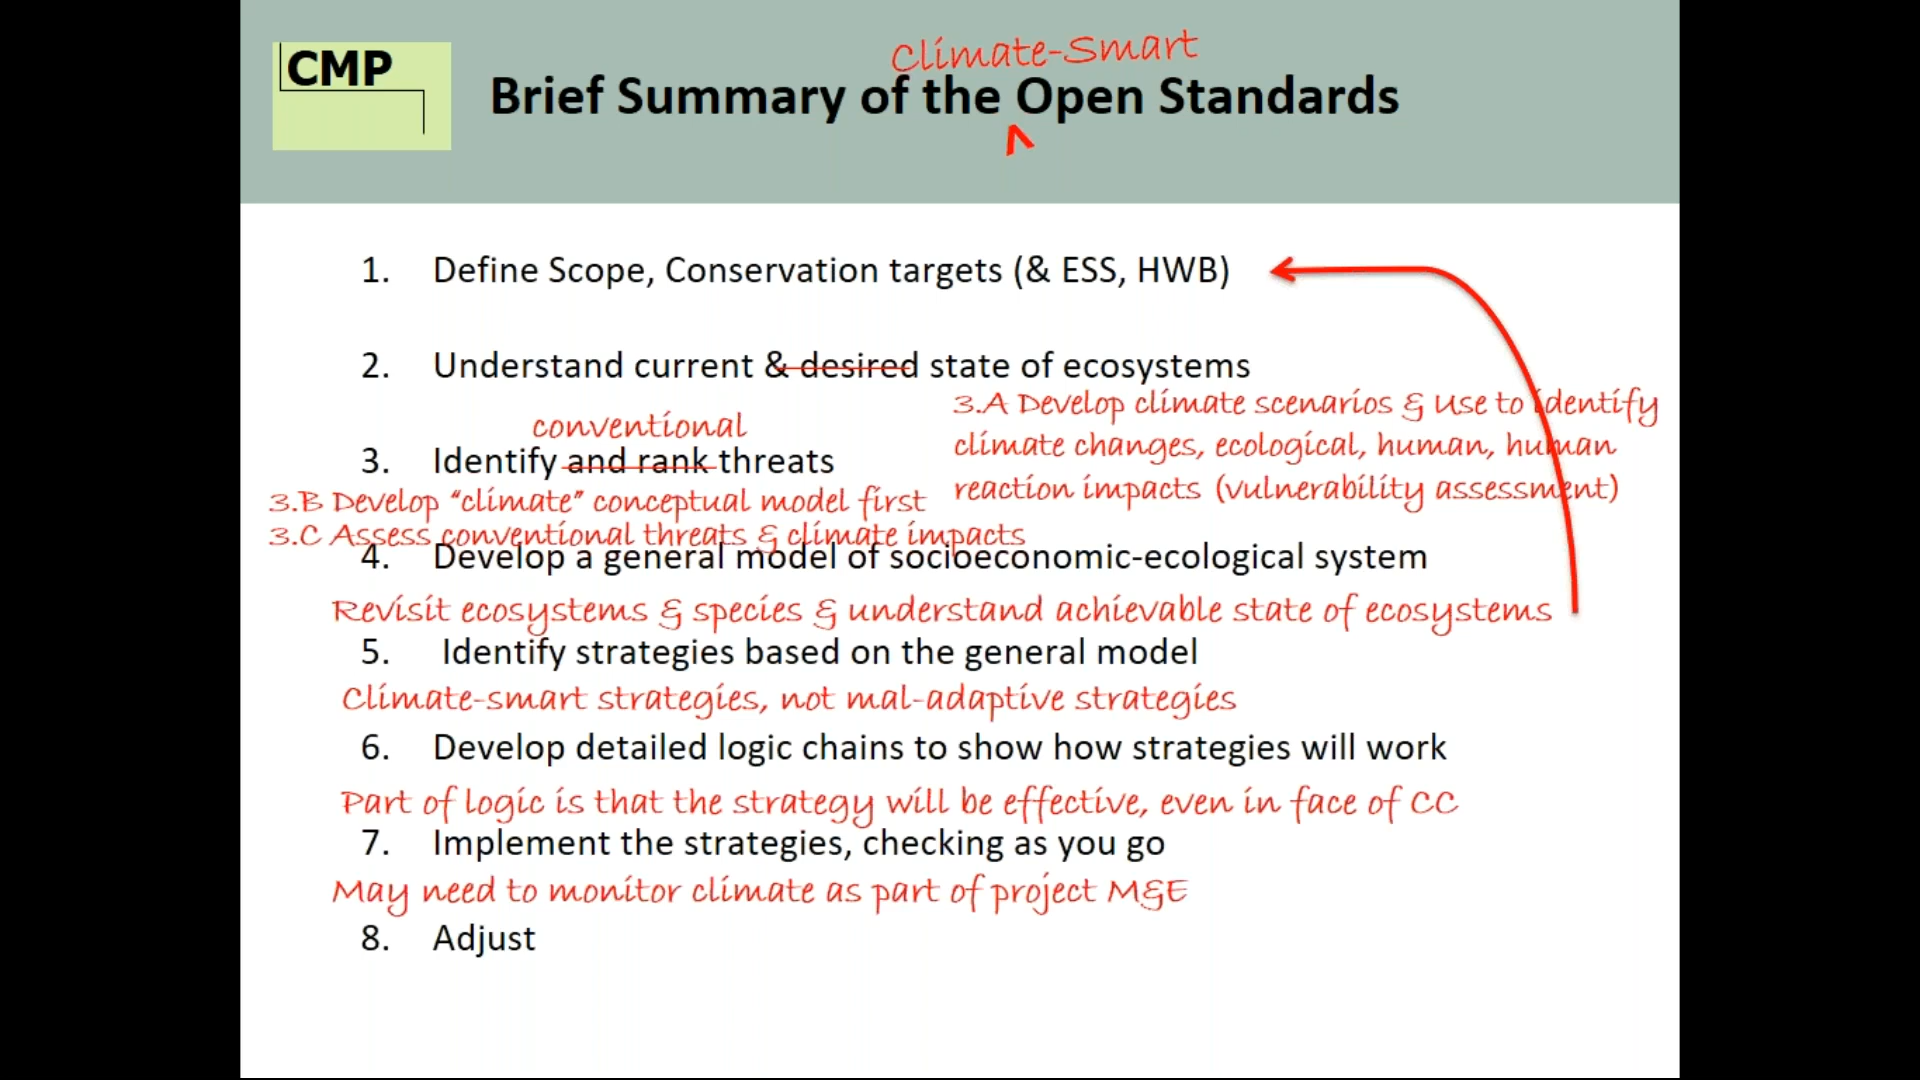 CMP
Climate-Smart
Brief Summary of the Open Standards
^
1. Define Scope, Conservation targets (& ESS, HWB)
2. Understand current & desired state of ecosystems
3.A Develop climate scenarios & Use to identify
climate changes, ecological, human, human
reaction impacts (vulnerability assessment)
conventional
3. Identify and rank threats
3.B Develop “climate” conceptual model first
3.C Assess conventional threats & climate impacts
4. Develop a general model of socioeconomic-ecological system
Revisit ecosystems & species & understand achievable state of ecosystems
5. Identify strategies based on the general model
Climate-smart strategies, not mal-adaptive strategies
6. Develop detailed logic chains to show how strategies will work
Part of logic is that the strategy will be effective, even in face of CC
7. Implement the strategies, checking as you go
May need to monitor climate as part of project M&E
8. Adjust